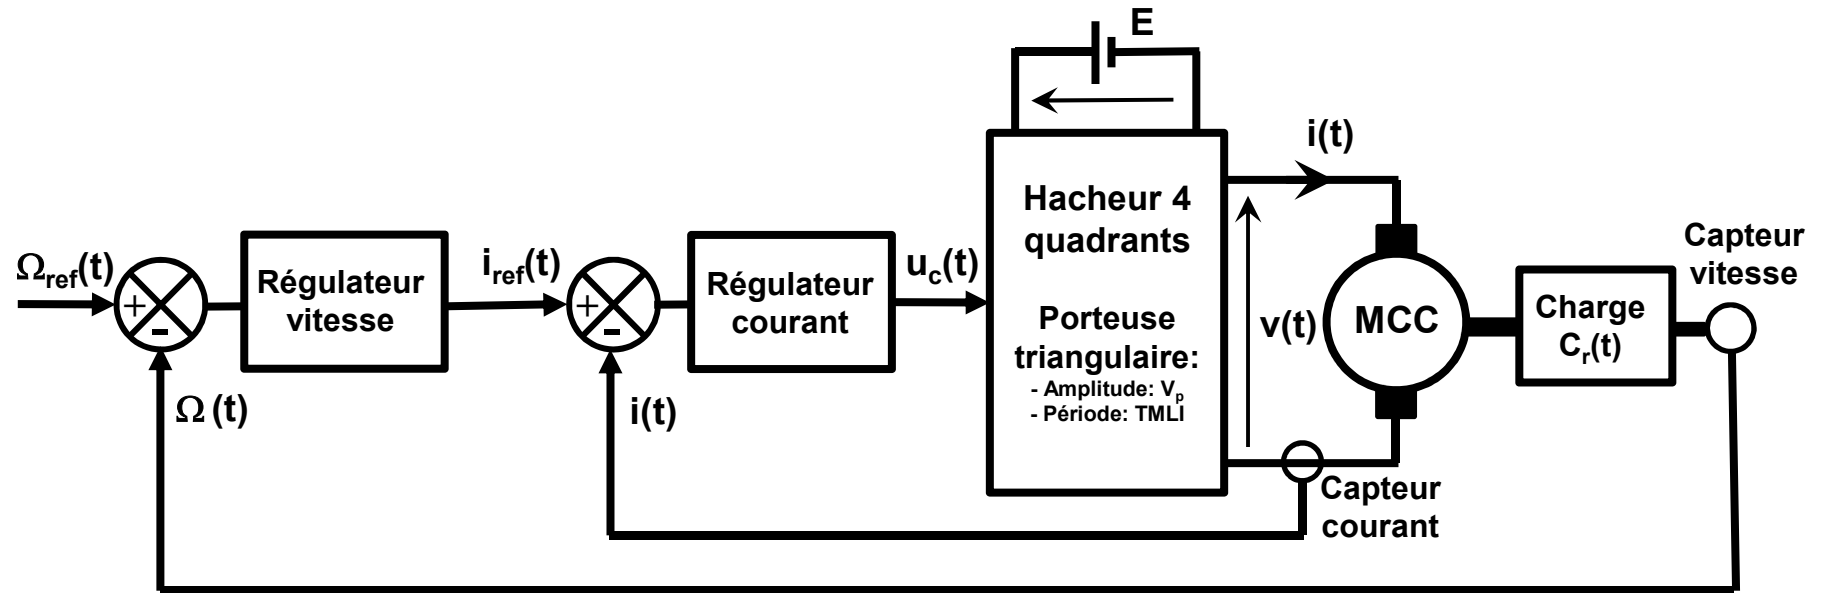 E
i(t)
Hacheur 4
quadrants
Porteuse
triangulaire:
- Amplitude: Vp
- Période: TMLI
Ωref(t)
+
-
Régulateur
vitesse
iref(t)
+
-
Régulateur
courant
uc(t)
v(t)
MCC
Charge
Cr(t)
Capteur
vitesse
Ω (t)
i(t)
Capteur
courant